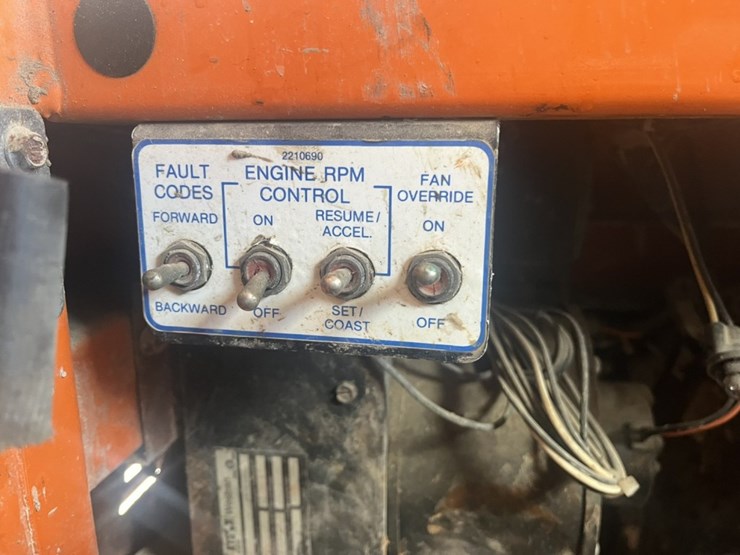 2210690
FAULT
CODES
FORWARD
BACKWARD
ENGINE RPM
CONTROL
ON
OFF
RESUME/
ACCEL.
SET/
COAST
FAN
OVERRIDE
ON
OFF